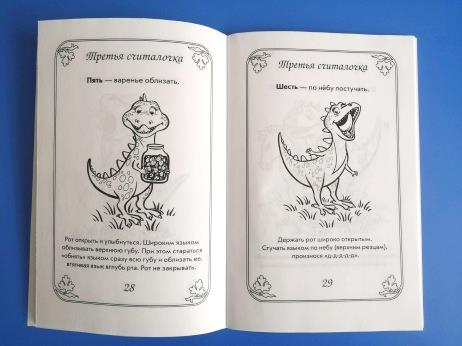 Третья считалочка
Пять — варенье облизать.
Рот открыть и улыбнуться. Широким языком
облизывать верхнюю губу. При этом стараться
«обнять» языком сразу всю губу и облизать её,
втягивая язык вглубь рта. Рот не закрывать.
28
Третья считалочка
Шесть — по нёбу постучать.
Держать рот широко открытым.
Стучать языком по нёбу (верхним резцам),
произнося «д-д-д-д-д».
29